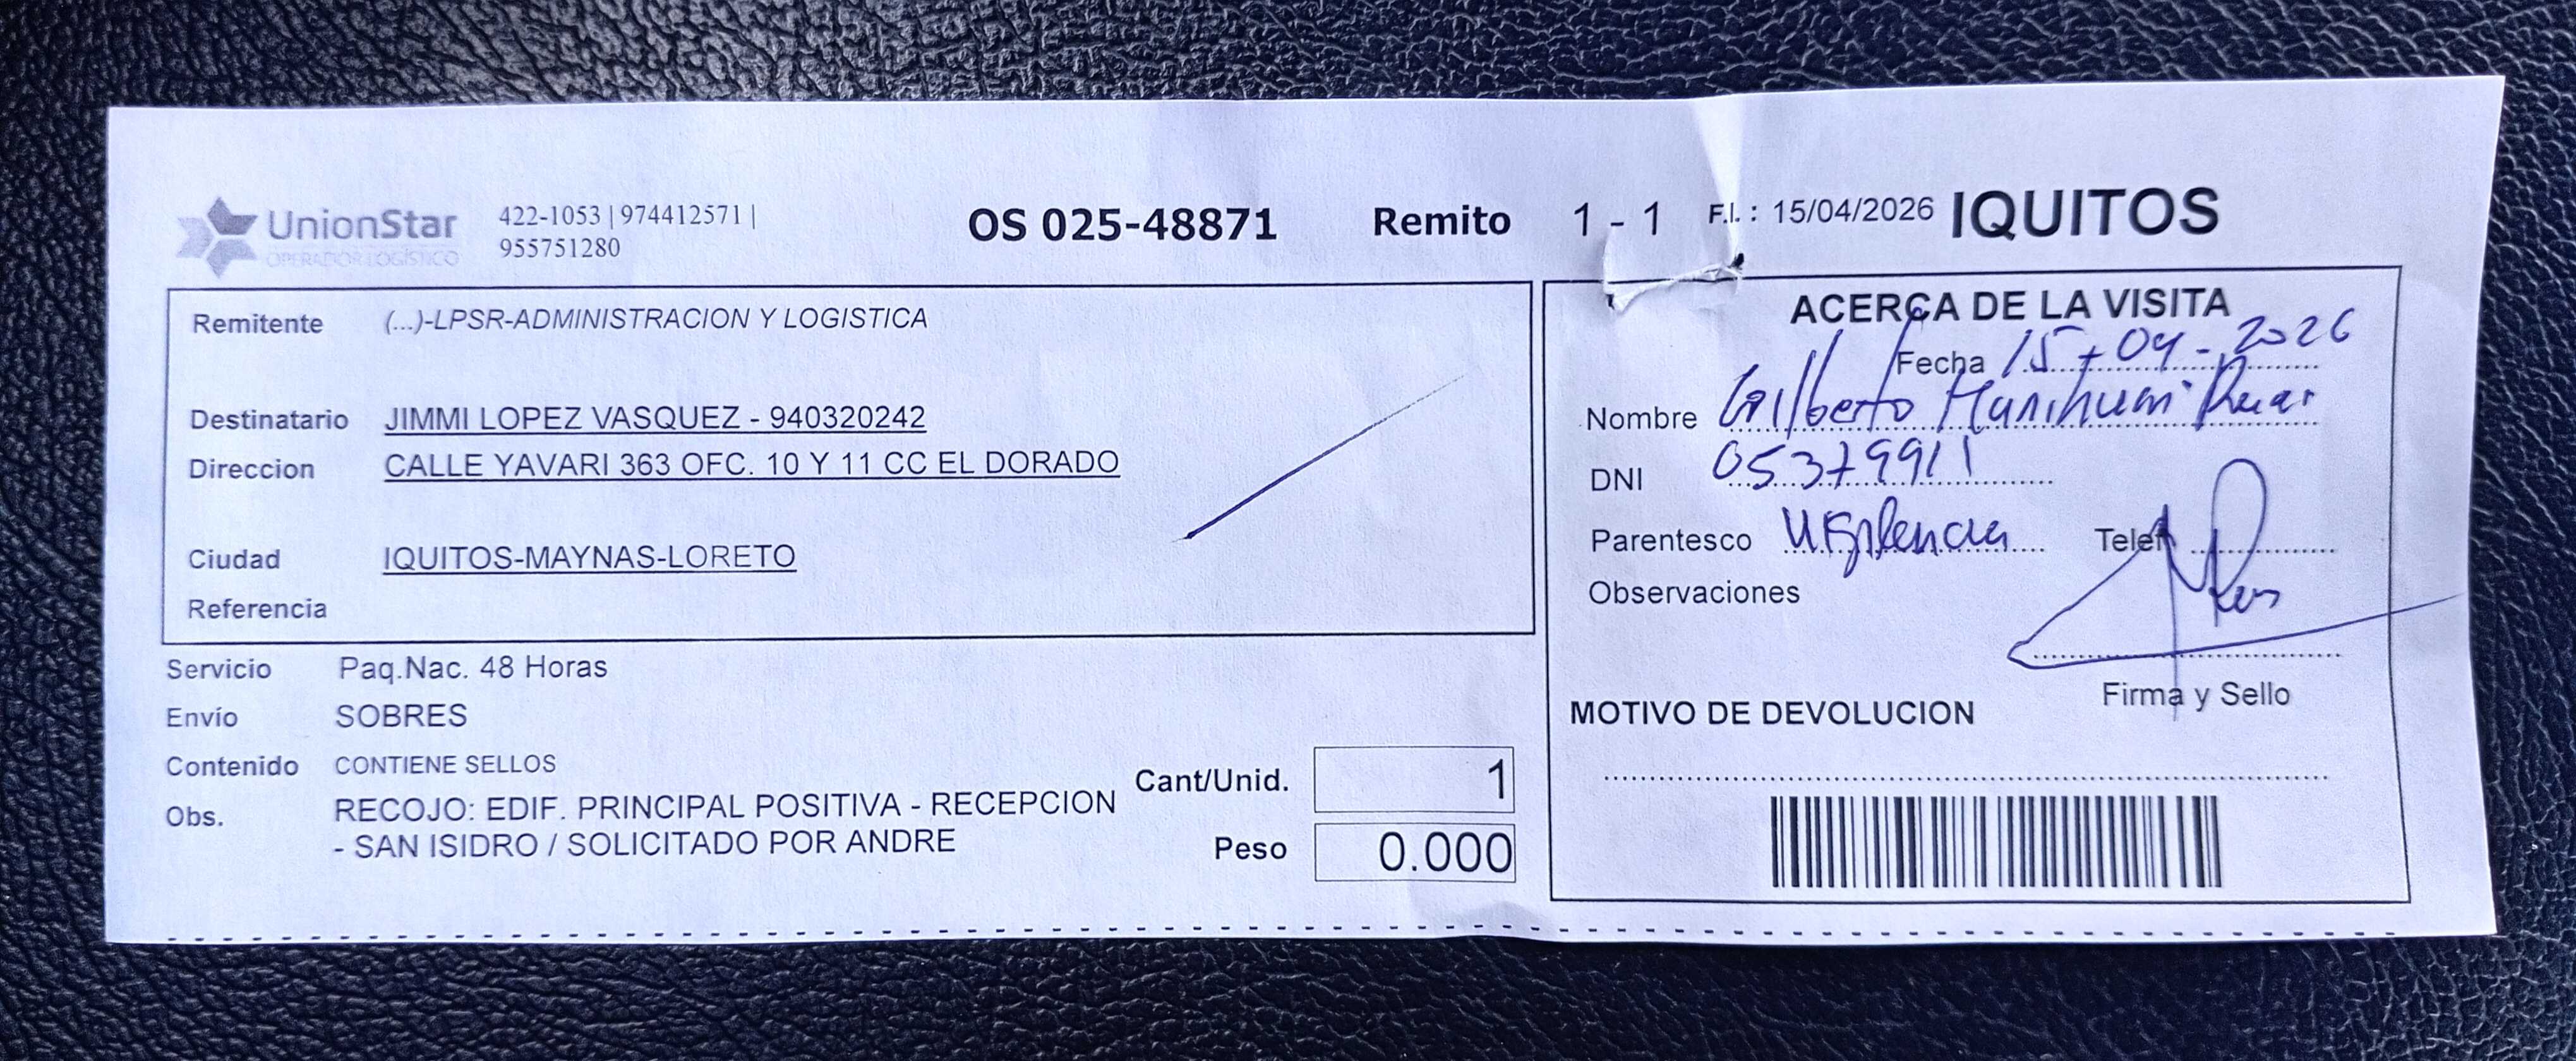 UnionStar
OPERADOR LOGÍSTICO
422-1053 | 974412571 |
955751280
OS 025-48871 Remito 1 - 1 F.I. : 15/04/2026 IQUITOS
Remitente (...)-LPSR-ADMINISTRACION Y LOGISTICA
Destinatario JIMMI LOPEZ VASQUEZ - 940320242
Direccion CALLE YAVARI 363 OFC. 10 Y 11 CC EL DORADO
Ciudad IQUITOS-MAYNAS-LORETO
Referencia
Servicio Paq.Nac. 48 Horas
Envío SOBRES
Contenido CONTIENE SELLOS
Obs. RECOJO: EDIF. PRINCIPAL POSITIVA - RECEPCION
- SAN ISIDRO / SOLICITADO POR ANDRE
Cant/Unid. 1
Peso 0.000
ACERCA DE LA VISITA
Fecha 15-04-2026
Nombre Gilberto
DNI 05379911
Parentesco Vigilencia Telef
Observaciones
Firma y Sello
MOTIVO DE DEVOLUCION